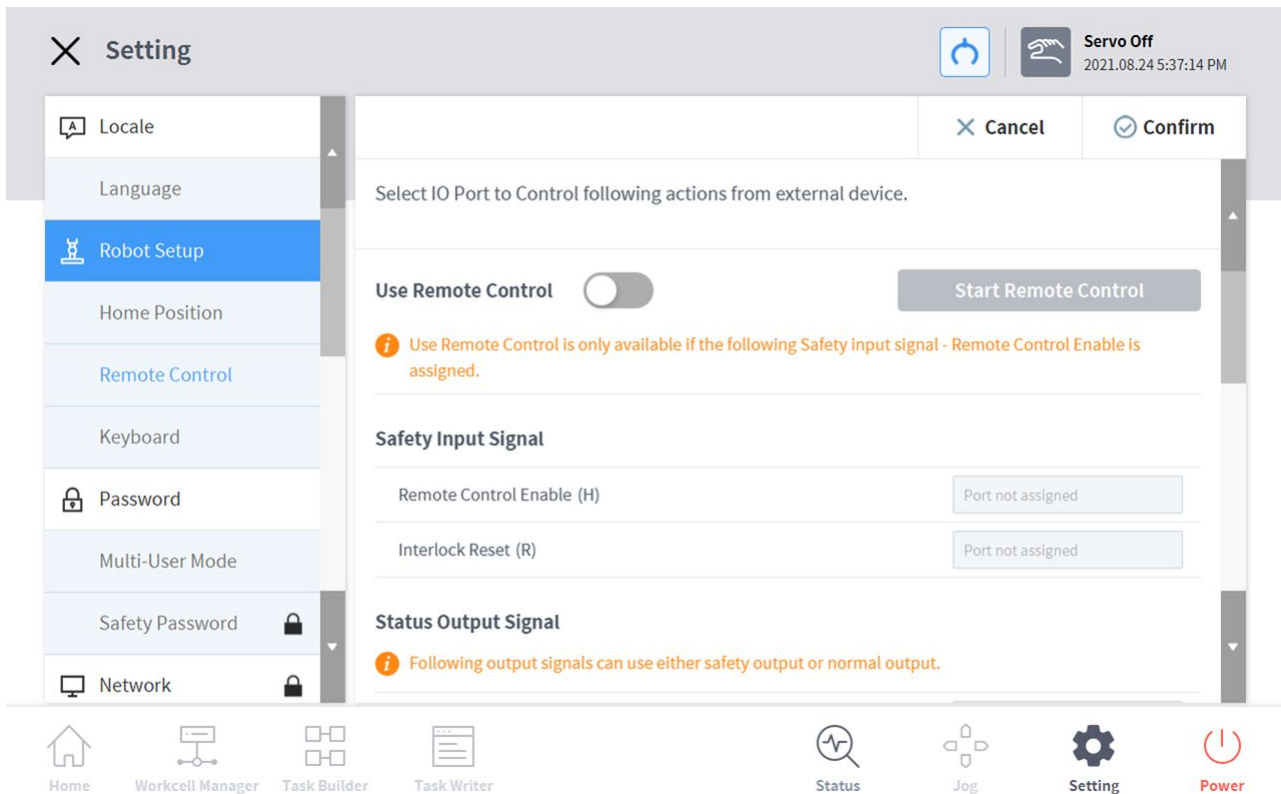 Setting
Servo Off
2021.08.24 5:37:14 PM
A Locale
Language
Robot Setup
Home Position
Remote Control
Keyboard
Password
Multi-User Mode
Safety Password
Network
Cancel
Confirm
Select IO Port to Control following actions from external device.
Use Remote Control
Start Remote Control
i Use Remote Control is only available if the following Safety input signal - Remote Control Enable is
assigned.
Safety Input Signal
Remote Control Enable (H)
Port not assigned
Interlock Reset (R)
Port not assigned
Status Output Signal
i Following output signals can use either safety output or normal output.
Home
Workcell Manager
Task Builder
Task Writer
Status
Jog
Setting
Power